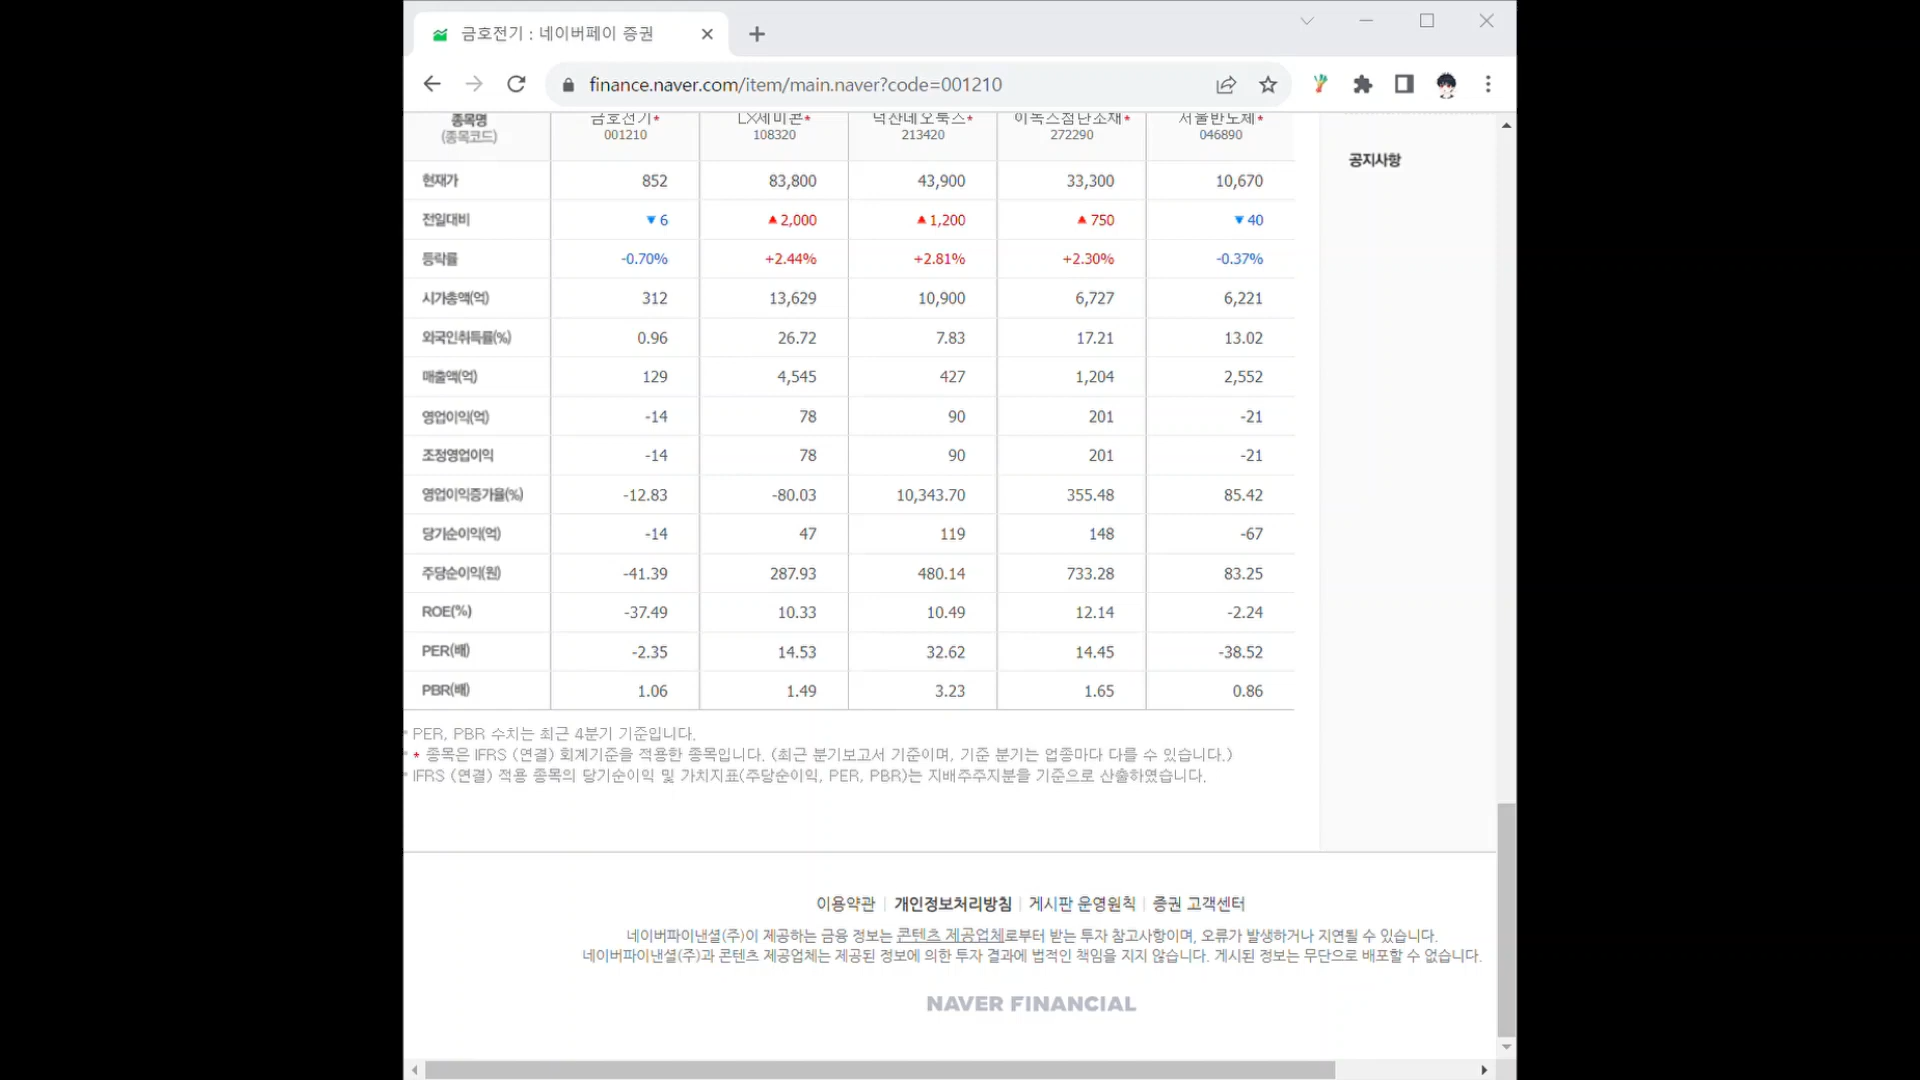 금호전기 : 네이버페이 증권
finance.naver.com/item/main.naver?code=001210
종목명 금호전기* LX세미콘* 덕산네오룩스* 이녹스첨단소재* 서울반도체*
(종목코드) 001210 108320 213420 272290 046890
공지사항
현재가 852 83,800 43,900 33,300 10,670
전일대비 ▼6 ▲2,000 ▲1,200 ▲750 ▼40
등락률 -0.70% +2.44% +2.81% +2.30% -0.37%
시가총액(억) 312 13,629 10,900 6,727 6,221
외국인취득률(%) 0.96 26.72 7.83 17.21 13.02
매출액(억) 129 4,545 427 1,204 2,552
영업이익(억) -14 78 90 201 -21
조정영업이익 -14 78 90 201 -21
영업이익증가율(%) -12.83 -80.03 10,343.70 355.48 85.42
당기순이익(억) -14 47 119 148 -67
주당순이익(원) -41.39 287.93 480.14 733.28 83.25
ROE(%) -37.49 10.33 10.49 12.14 -2.24
PER(배) -2.35 14.53 32.62 14.45 -38.52
PBR(배) 1.06 1.49 3.23 1.65 0.86
* PER, PBR 수치는 최근 4분기 기준입니다.
* * 종목은 IFRS (연결) 회계기준을 적용한 종목입니다. (최근 분기보고서 기준이며, 기준 분기는 업종마다 다를 수 있습니다.)
* IFRS (연결) 적용 종목의 당기순이익 및 가치지표(주당순이익, PER, PBR)는 지배주주지분을 기준으로 산출하였습니다.
이용약관 | 개인정보처리방침 | 게시판 운영원칙 | 증권 고객센터
네이버파이낸셜(주)이 제공하는 금융 정보는 콘텐츠 제공업체로부터 받는 투자 참고사항이며, 오류가 발생하거나 지연될 수 있습니다.
네이버파이낸셜(주)과 콘텐츠 제공업체는 제공된 정보에 의한 투자 결과에 법적인 책임을 지지 않습니다. 게시된 정보는 무단으로 배포할 수 없습니다.
NAVER FINANCIAL